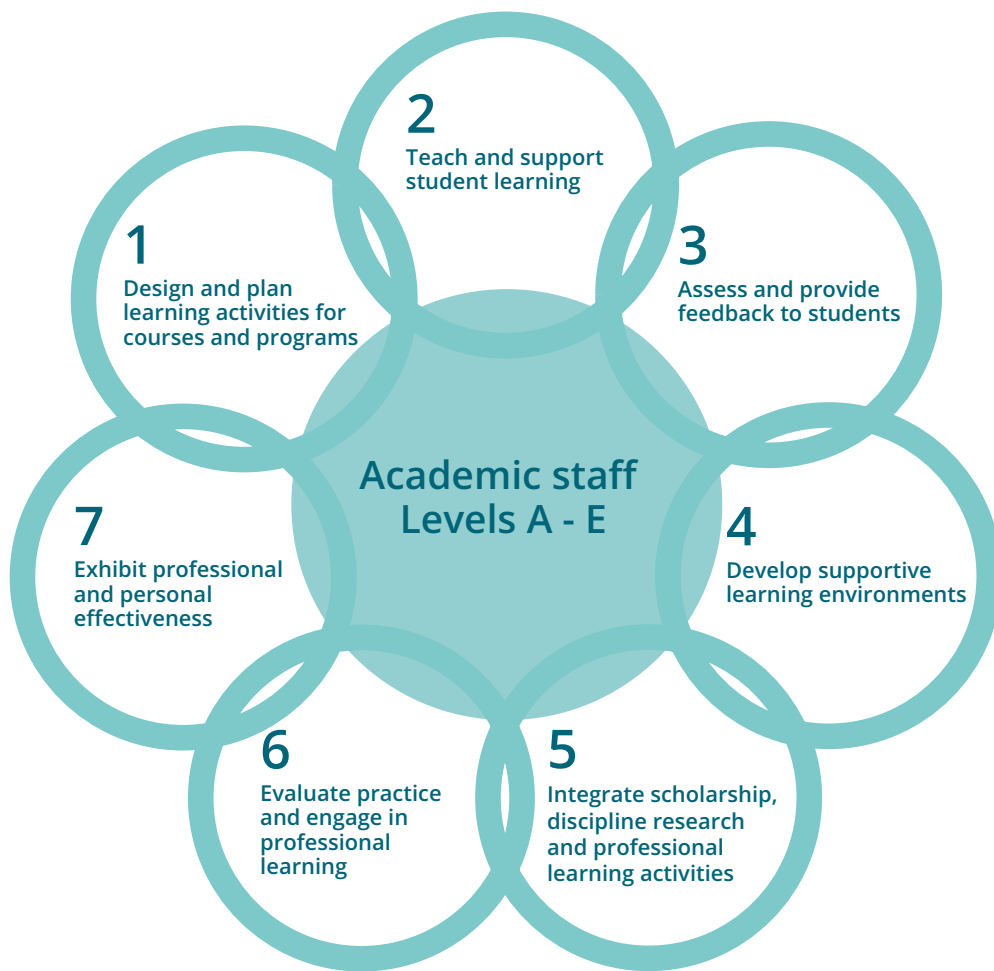 2
Teach and support
student learning
1
Design and plan
learning activities for
courses and programs
3
Assess and provide
feedback to students
Academic staff
Levels A - E
7
Exhibit professional
and personal
effectiveness
4
Develop supportive
learning environments
6
Evaluate practice
and engage in
professional
learning
5
Integrate scholarship,
discipline research
and professional
learning activities